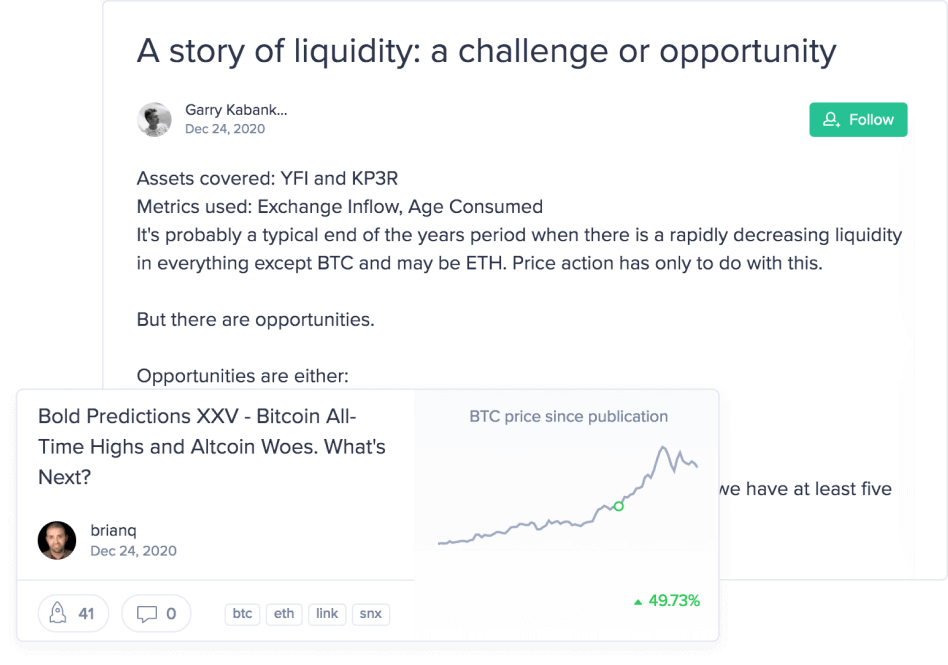 A story of liquidity: a challenge or opportunity
Garry Kabank...
Dec 24, 2020
Follow
Assets covered: YFI and KP3R
Metrics used: Exchange Inflow, Age Consumed
It's probably a typical end of the years period when there is a rapidly decreasing liquidity
in everything except BTC and may be ETH. Price action has only to do with this.
But there are opportunities.
Opportunities are either:
we have at least five
Bold Predictions XXV - Bitcoin All-
Time Highs and Altcoin Woes. What's
Next?
brianq
Dec 24, 2020
41
0
btc
eth
link
snx
BTC price since publication
49.73%